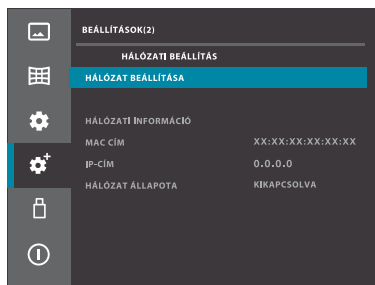 BEÁLLÍTÁSOK(2)
HÁLÓZATI BEÁLLÍTÁS
HÁLÓZAT BEÁLLÍTÁSA
HÁLÓZATI INFORMÁCIÓ
MAC CÍM XX:XX:XX:XX:XX:XX
IP-CÍM 0.0.0.0
HÁLÓZAT ÁLLAPOTA KIKAPCSOLVA